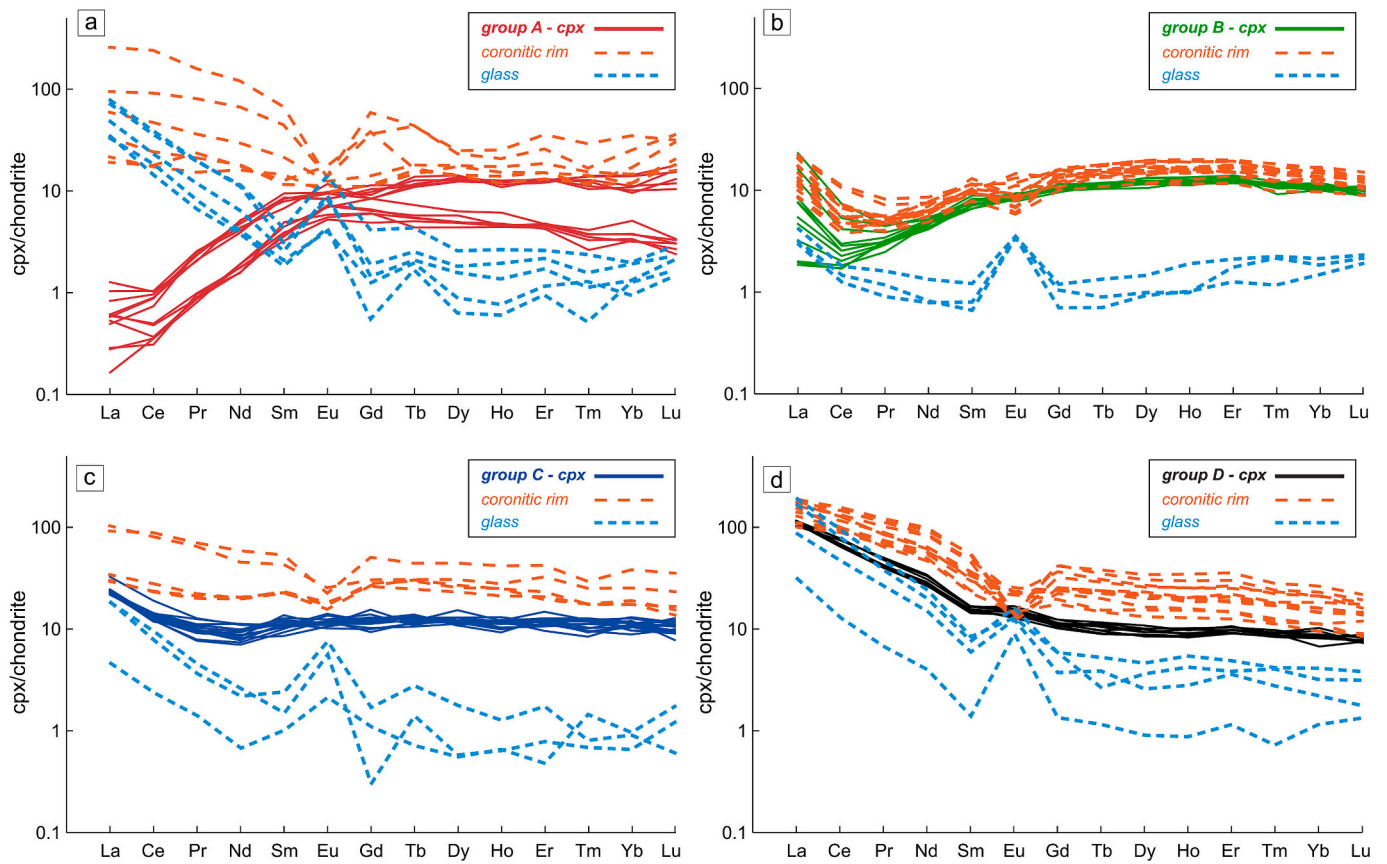 a
group A - cpx
coronitic rim
glass
cpx/chondrite
100
10
1
0.1
La Ce Pr Nd Sm Eu Gd Tb Dy Ho Er Tm Yb Lu
b
group B - cpx
coronitic rim
glass
cpx/chondrite
100
10
1
0.1
La Ce Pr Nd Sm Eu Gd Tb Dy Ho Er Tm Yb Lu
c
group C - cpx
coronitic rim
glass
cpx/chondrite
100
10
1
0.1
La Ce Pr Nd Sm Eu Gd Tb Dy Ho Er Tm Yb Lu
d
group D - cpx
coronitic rim
glass
cpx/chondrite
100
10
1
0.1
La Ce Pr Nd Sm Eu Gd Tb Dy Ho Er Tm Yb Lu